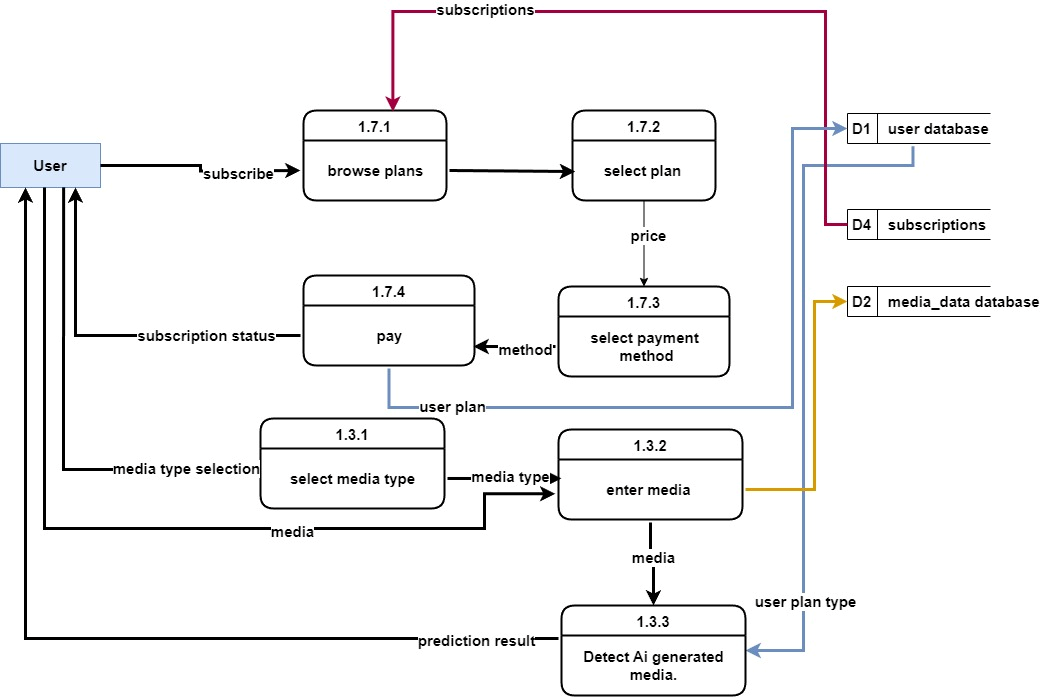 subscriptions
1.7.1
1.7.2
D1
user database
User
subscribe
browse plans
select plan
D4
subscriptions
price
1.7.4
1.7.3
D2
media_data database
subscription status
pay
select payment
method
method
user plan
1.3.1
1.3.2
media type selection
select media type
media type
enter media
media
media
user plan type
1.3.3
prediction result
Detect Ai generated
media.